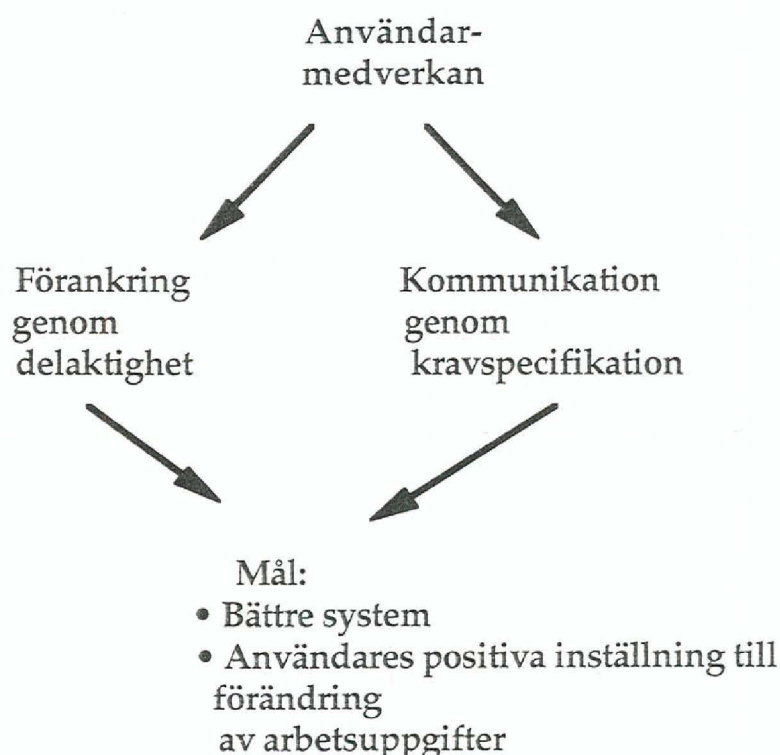 Användar-
medverkan
Förankring
genom
delaktighet
Kommunikation
genom
kravspecifikation
Mål:
• Bättre system
• Användares positiva inställning till
förändring
av arbetsuppgifter